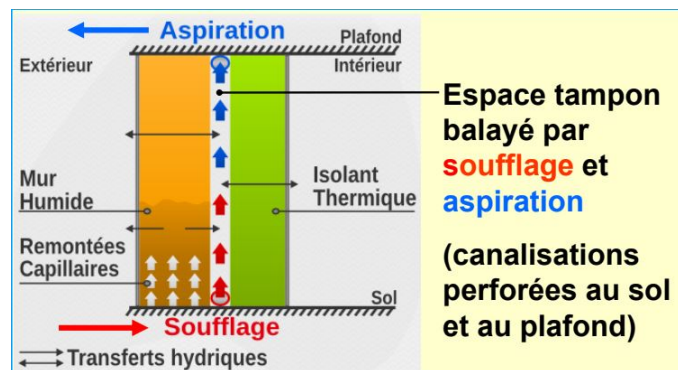 Aspiration
Plafond
Extérieur
Intérieur
Espace tampon
balayé par
soufflage et
aspiration
(canalisations
perforées au sol
et au plafond)
Isolant
Thermique
Mur
Humide
Remontées
Capillaires
Sol
Soufflage
Transferts hydriques